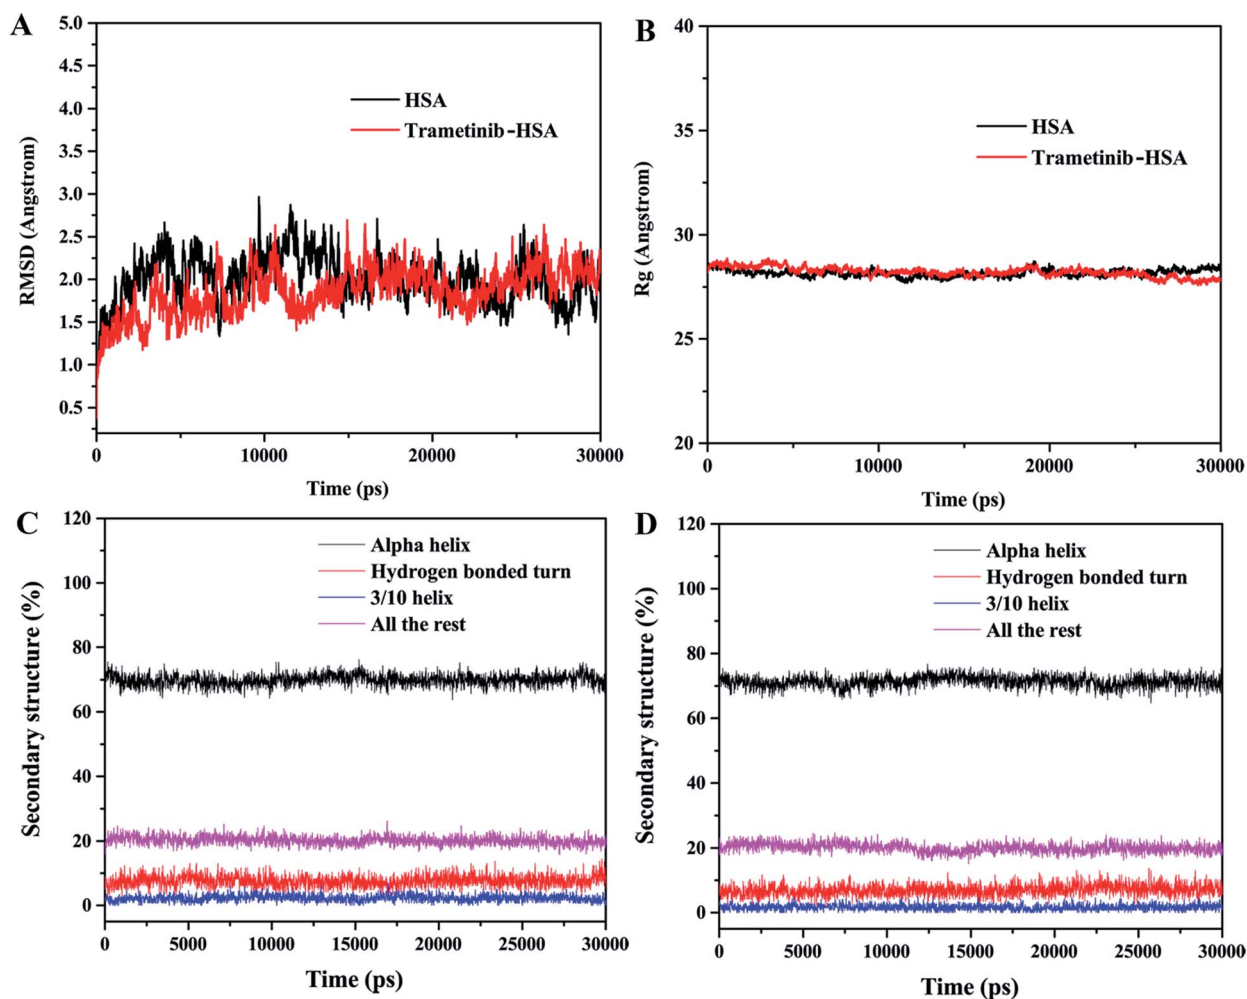 A
5.0
4.5
4.0
3.5
3.0
2.5
2.0
1.5
1.0
0.5
RMSD (Angstrom)
HSA
Trametinib-HSA
0
10000
20000
30000
Time (ps)
B
40
35
30
25
20
Rg (Angstrom)
HSA
Trametinib-HSA
0
10000
20000
30000
Time (ps)
C
120
100
80
60
40
20
0
Secondary structure (%)
Alpha helix
Hydrogen bonded turn
3/10 helix
All the rest
0
5000
10000
15000
20000
25000
30000
Time (ps)
D
120
100
80
60
40
20
0
Secondary structure (%)
Alpha helix
Hydrogen bonded turn
3/10 helix
All the rest
0
5000
10000
15000
20000
25000
30000
Time (ps)